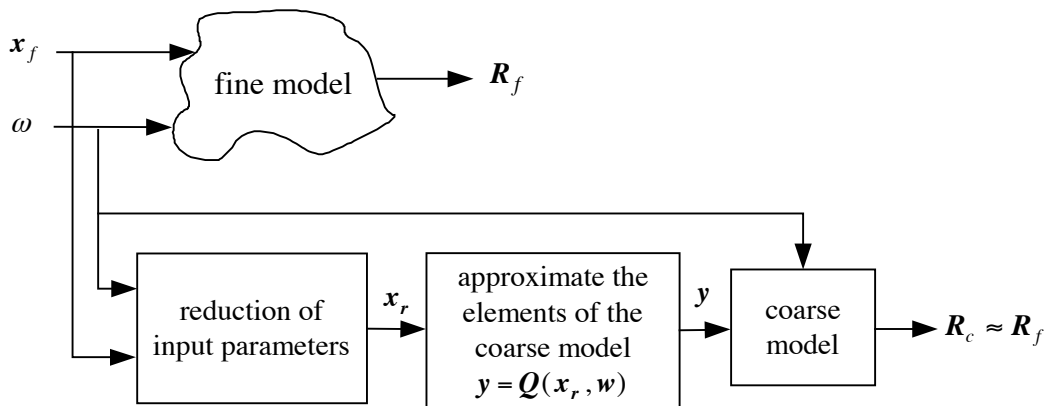 x_f
fine model
R_f
ω
reduction of
input parameters
x_r
approximate the
elements of the
coarse model
y = Q(x_r, w)
y
coarse
model
R_c ≈ R_f